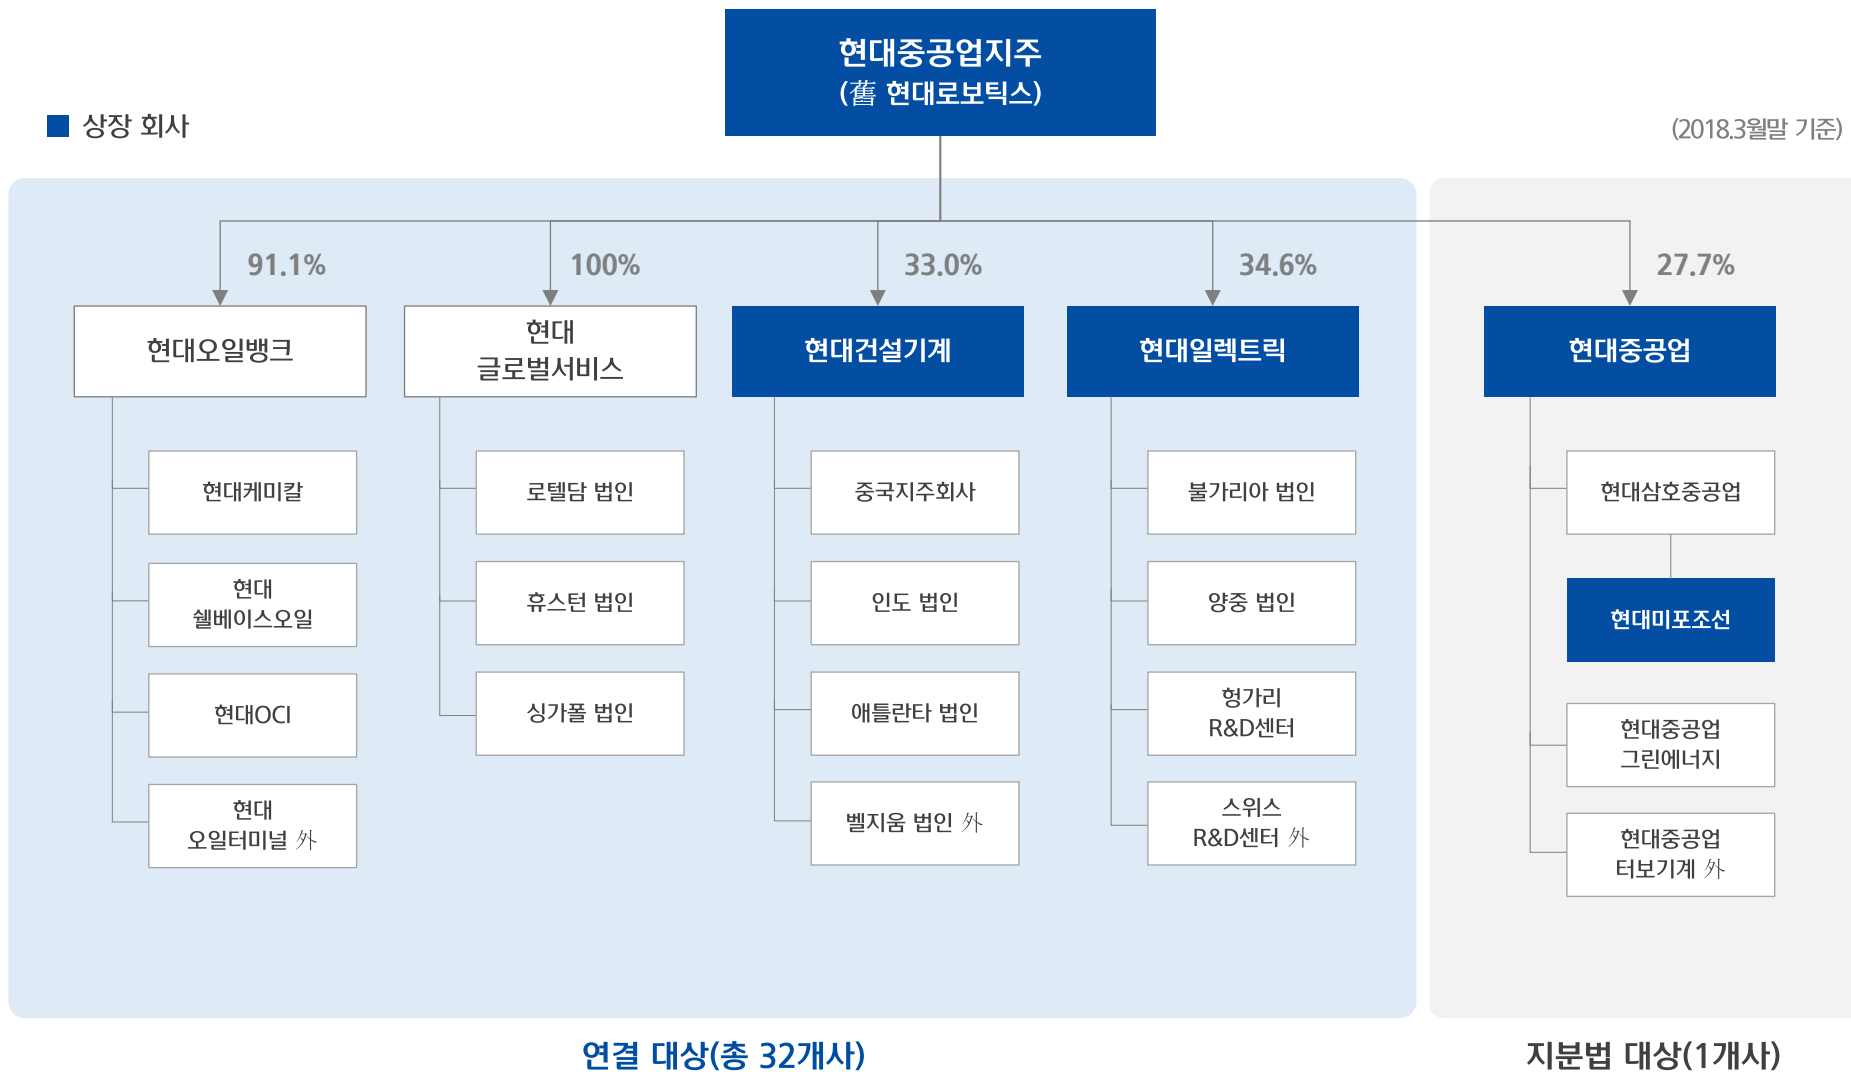 현대중공업지주
(舊 현대로보틱스)
상장 회사
(2018.3월말 기준)
91.1%
100%
33.0%
34.6%
27.7%
현대오일뱅크
현대
글로벌서비스
현대건설기계
현대일렉트릭
현대중공업
현대케미칼
현대
쉘베이스오일
현대OCI
현대
오일터미널 外
로텔담 법인
휴스턴 법인
싱가폴 법인
중국지주회사
인도 법인
애틀란타 법인
벨지움 법인 外
불가리아 법인
양중 법인
헝가리
R&D센터
스위스
R&D센터 外
현대삼호중공업
현대미포조선
현대중공업
그린에너지
현대중공업
터보기계 外
연결 대상(총 32개사)
지분법 대상(1개사)